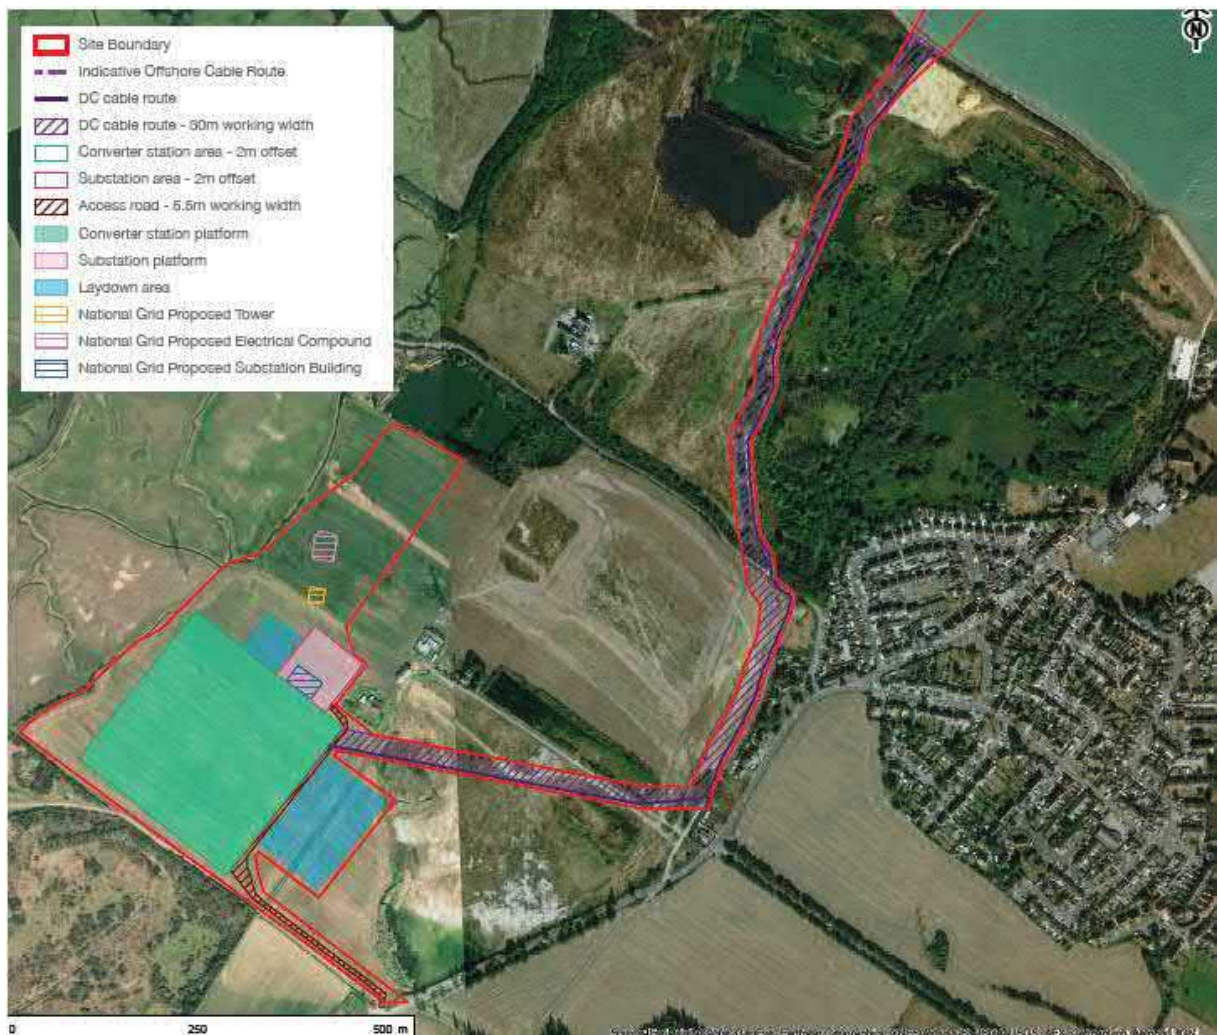 N
Site Boundary
Indicative Offshore Cable Route
DC cable route
DC cable route - 30m working width
Converter station area - 2m offset
Substation area - 2m offset
Access road - 5.5m working width
Converter station platform
Substation platform
Laydown area
National Grid Proposed Tower
National Grid Proposed Electrical Compound
National Grid Proposed Substation Building
0 250 500 m